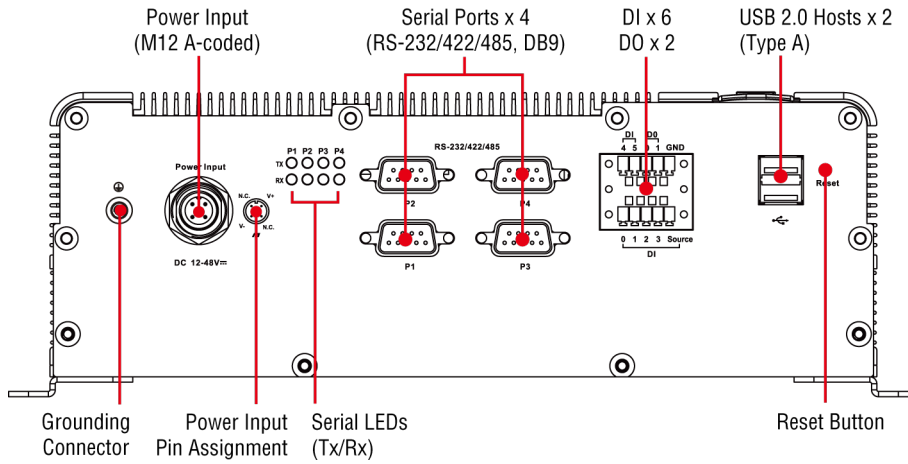 Power Input
(M12 A-coded)
Serial Ports x 4
(RS-232/422/485, DB9)
DI x 6
DO x 2
USB 2.0 Hosts x 2
(Type A)
DI D0
4 5 0 1 GND
P1 P2 P3 P4
TX
RX
RS-232/422/485
Power Input
N.C. V+
V- N.C.
DC 12-48V⎓
P2
P4
P1
P3
Reset
0 1 2 3 Source
DI
Grounding
Connector
Power Input
Pin Assignment
Serial LEDs
(Tx/Rx)
Reset Button